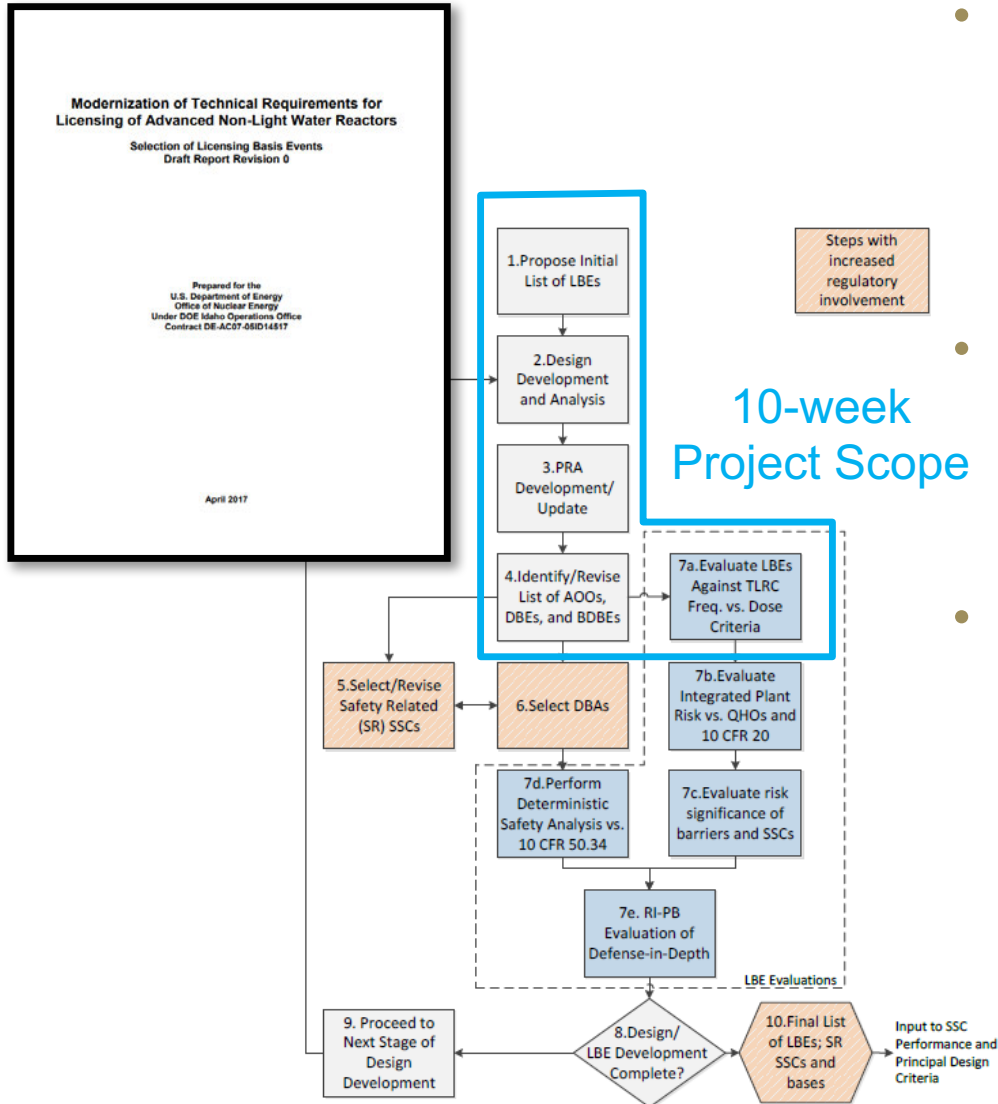 Modernization of Technical Requirements for
Licensing of Advanced Non-Light Water Reactors
Selection of Licensing Basis Events
Draft Report Revision 0
Prepared for the
U.S. Department of Energy
Office of Nuclear Energy
Under DOE Idaho Operations Office
Contract DE-AC07-05ID14517
April 2017
1.Propose Initial
List of LBEs
Steps with
increased
regulatory
involvement
2.Design
Development
and Analysis
10-week
Project Scope
3.PRA
Development/
Update
4.Identify/Revise
List of AOOs,
DBEs, and BDBEs
7a.Evaluate LBEs
Against TLRC
Freq. vs. Dose
Criteria
5.Select/Revise
Safety Related
(SR) SSCs
6.Select DBAs
7b.Evaluate
Integrated Plant
Risk vs. QHOs and
10 CFR 20
7d.Perform
Deterministic
Safety Analysis vs.
10 CFR 50.34
7c.Evaluate risk
significance of
barriers and SSCs
7e. RI-PB
Evaluation of
Defense-in-Depth
LBE Evaluations
9. Proceed to
Next Stage of
Design
Development
8.Design/
LBE Development
Complete?
10.Final List
of LBEs; SR
SSCs and
bases
Input to SSC
Performance and
Principal Design
Criteria